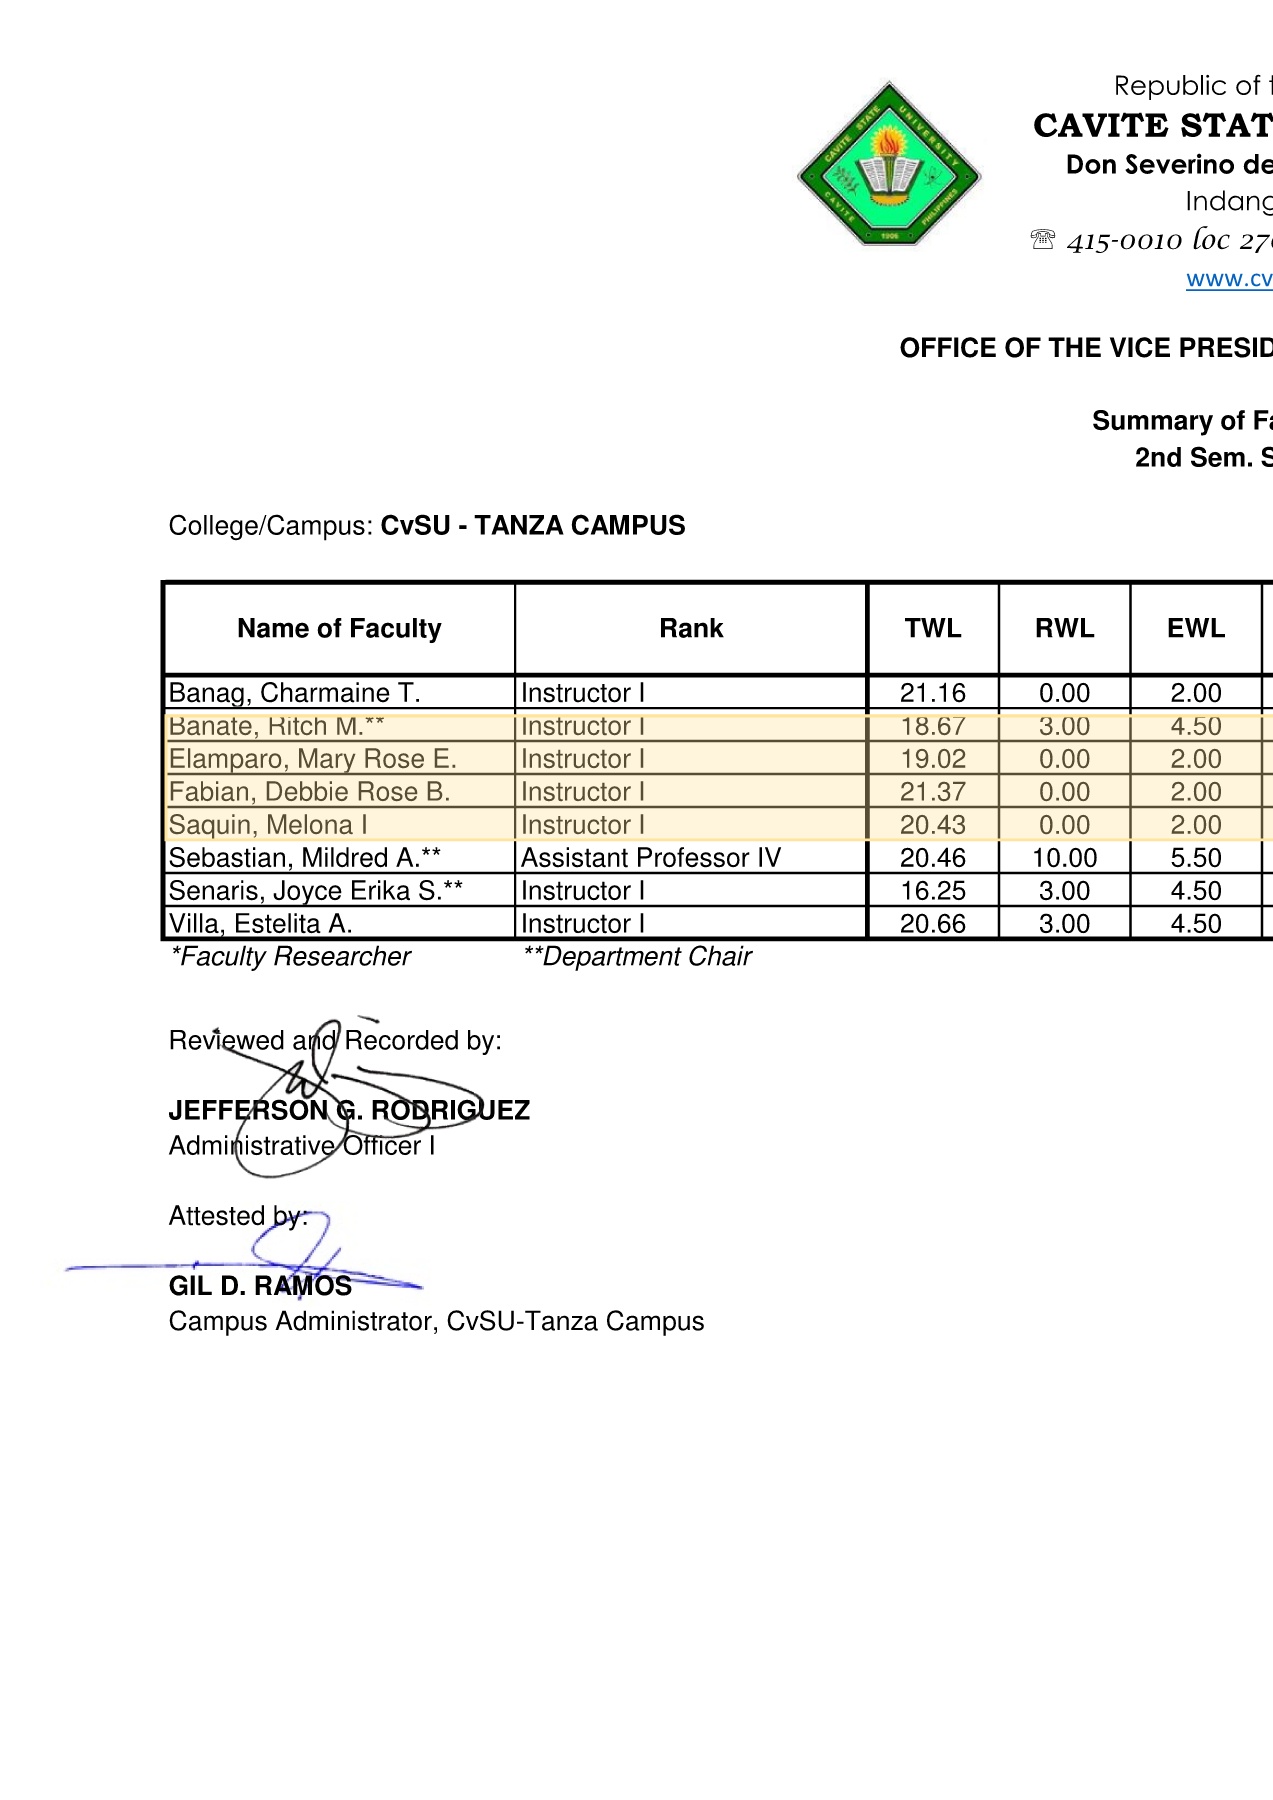 CAVITE STATE UNIVERSITY
CAVITE
PHILIPPINES
1906
Republic of
CAVITE STAT
Don Severino de
Indang
☏ 415-0010 loc 27
www.cv
OFFICE OF THE VICE PRESID
Summary of Fa
2nd Sem. S
College/Campus: CvSU - TANZA CAMPUS
Name of Faculty Rank TWL RWL EWL
Banag, Charmaine T. Instructor I 21.16 0.00 2.00
Banate, Ritch M.** Instructor I 18.67 3.00 4.50
Elamparo, Mary Rose E. Instructor I 19.02 0.00 2.00
Fabian, Debbie Rose B. Instructor I 21.37 0.00 2.00
Saquin, Melona I Instructor I 20.43 0.00 2.00
Sebastian, Mildred A.** Assistant Professor IV 20.46 10.00 5.50
Senaris, Joyce Erika S.** Instructor I 16.25 3.00 4.50
Villa, Estelita A. Instructor I 20.66 3.00 4.50
*Faculty Researcher **Department Chair
Reviewed and Recorded by:
JEFFERSON G. RODRIGUEZ
Administrative Officer I
Attested by:
GIL D. RAMOS
Campus Administrator, CvSU-Tanza Campus